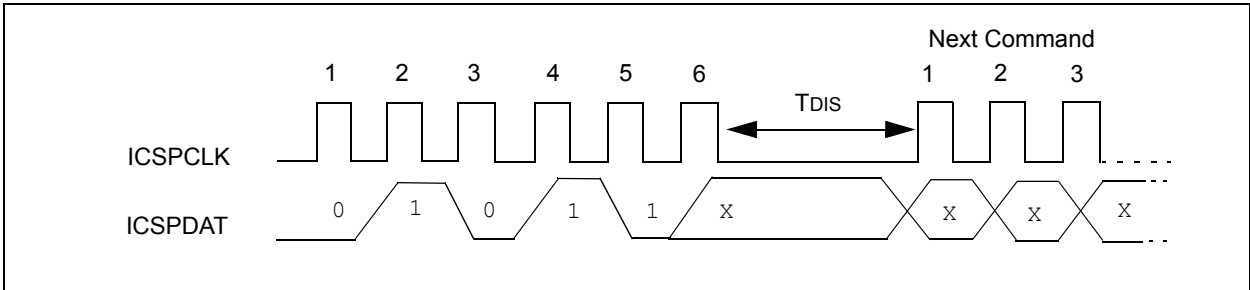 Next Command
1 2 3 4 5 6 1 2 3
TDIS
ICSPCLK
ICSPDAT
0 1 0 1 1 X X X X